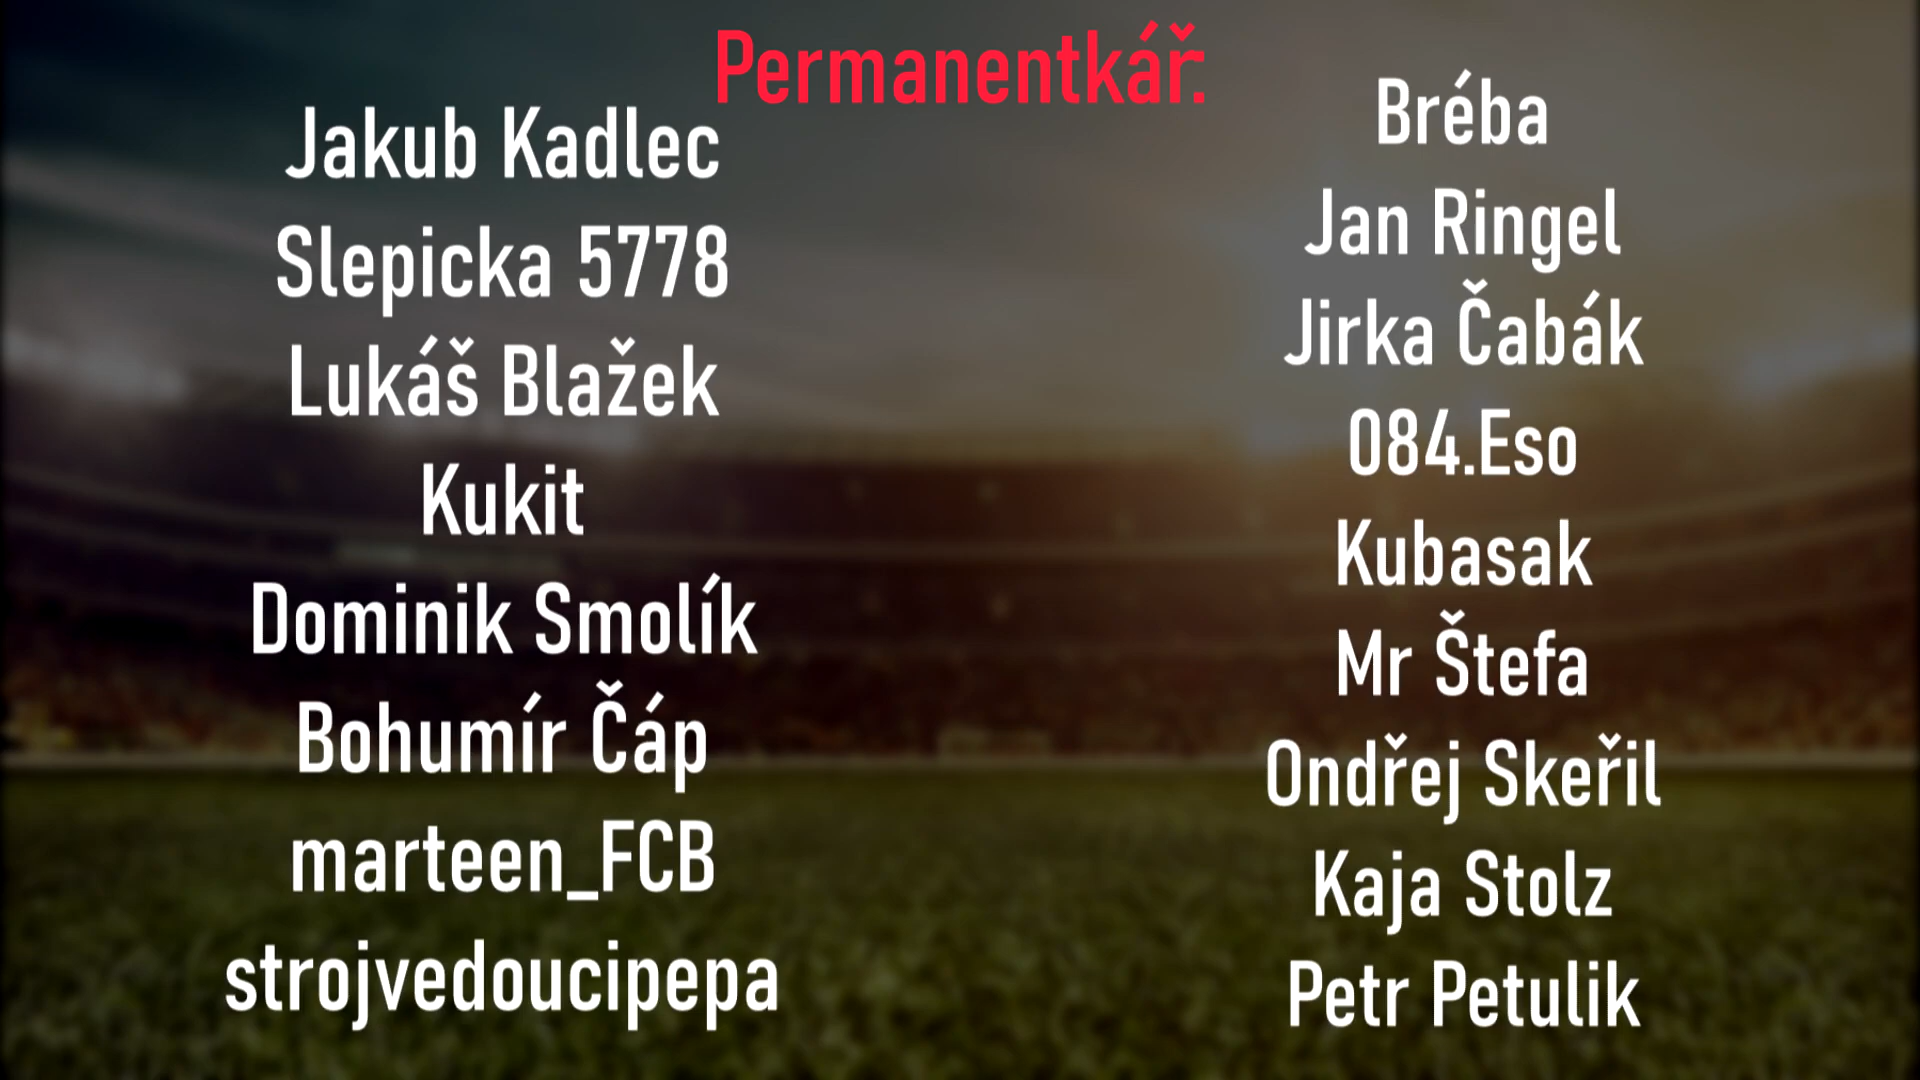 Permanentkář:
Jakub Kadlec
Slepicka 5778
Lukáš Blažek
Kukit
Dominik Smolík
Bohumír Čáp
marteen_FCB
strojvedoucipepa
Bréba
Jan Ringel
Jirka Čabák
084.Eso
Kubasak
Mr Štefa
Ondřej Skeřil
Kaja Stolz
Petr Petulik